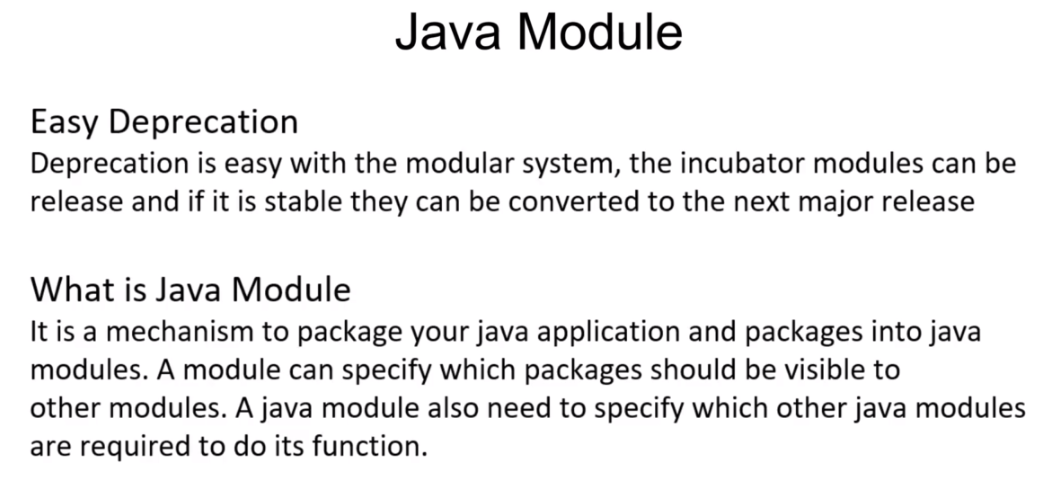 Java Module
Easy Deprecation
Deprecation is easy with the modular system, the incubator modules can be
release and if it is stable they can be converted to the next major release
What is Java Module
It is a mechanism to package your java application and packages into java
modules. A module can specify which packages should be visible to
other modules. A java module also need to specify which other java modules
are required to do its function.